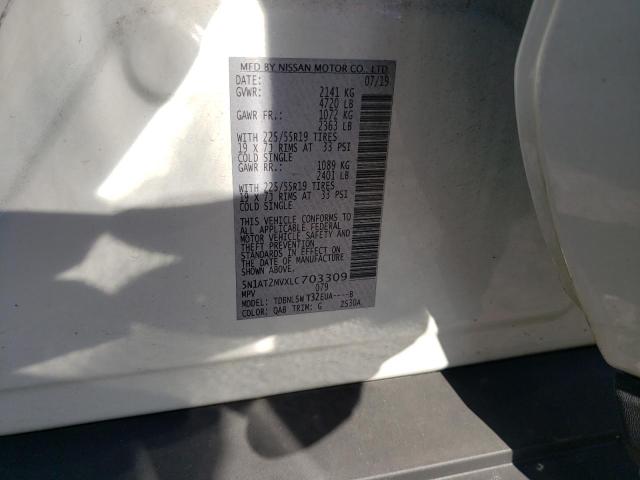 MFD BY NISSAN MOTOR CO., LTD
DATE: 07/19
GVWR: 2141 KG
4720 LB
GAWR FR.: 1072 KG
2363 LB
WITH 225/55R19 TIRES
19 X 7J RIMS AT 33 PSI
COLD SINGLE
GAWR RR.: 1089 KG
2401 LB
WITH 225/55R19 TIRES
19 X 7J RIMS AT 33 PSI
COLD SINGLE
THIS VEHICLE CONFORMS TO
ALL APPLICABLE FEDERAL
MOTOR VEHICLE SAFETY AND
THEFT PREVENTION
STANDARDS IN EFFECT ON
THE DATE OF MANUFACTURE
SHOWN ABOVE.
5N1AT2MVXLC703309
MPV 079
MODEL: TDBNLSWT32EUA----B
COLOR: QAB TRIM: G 2530A